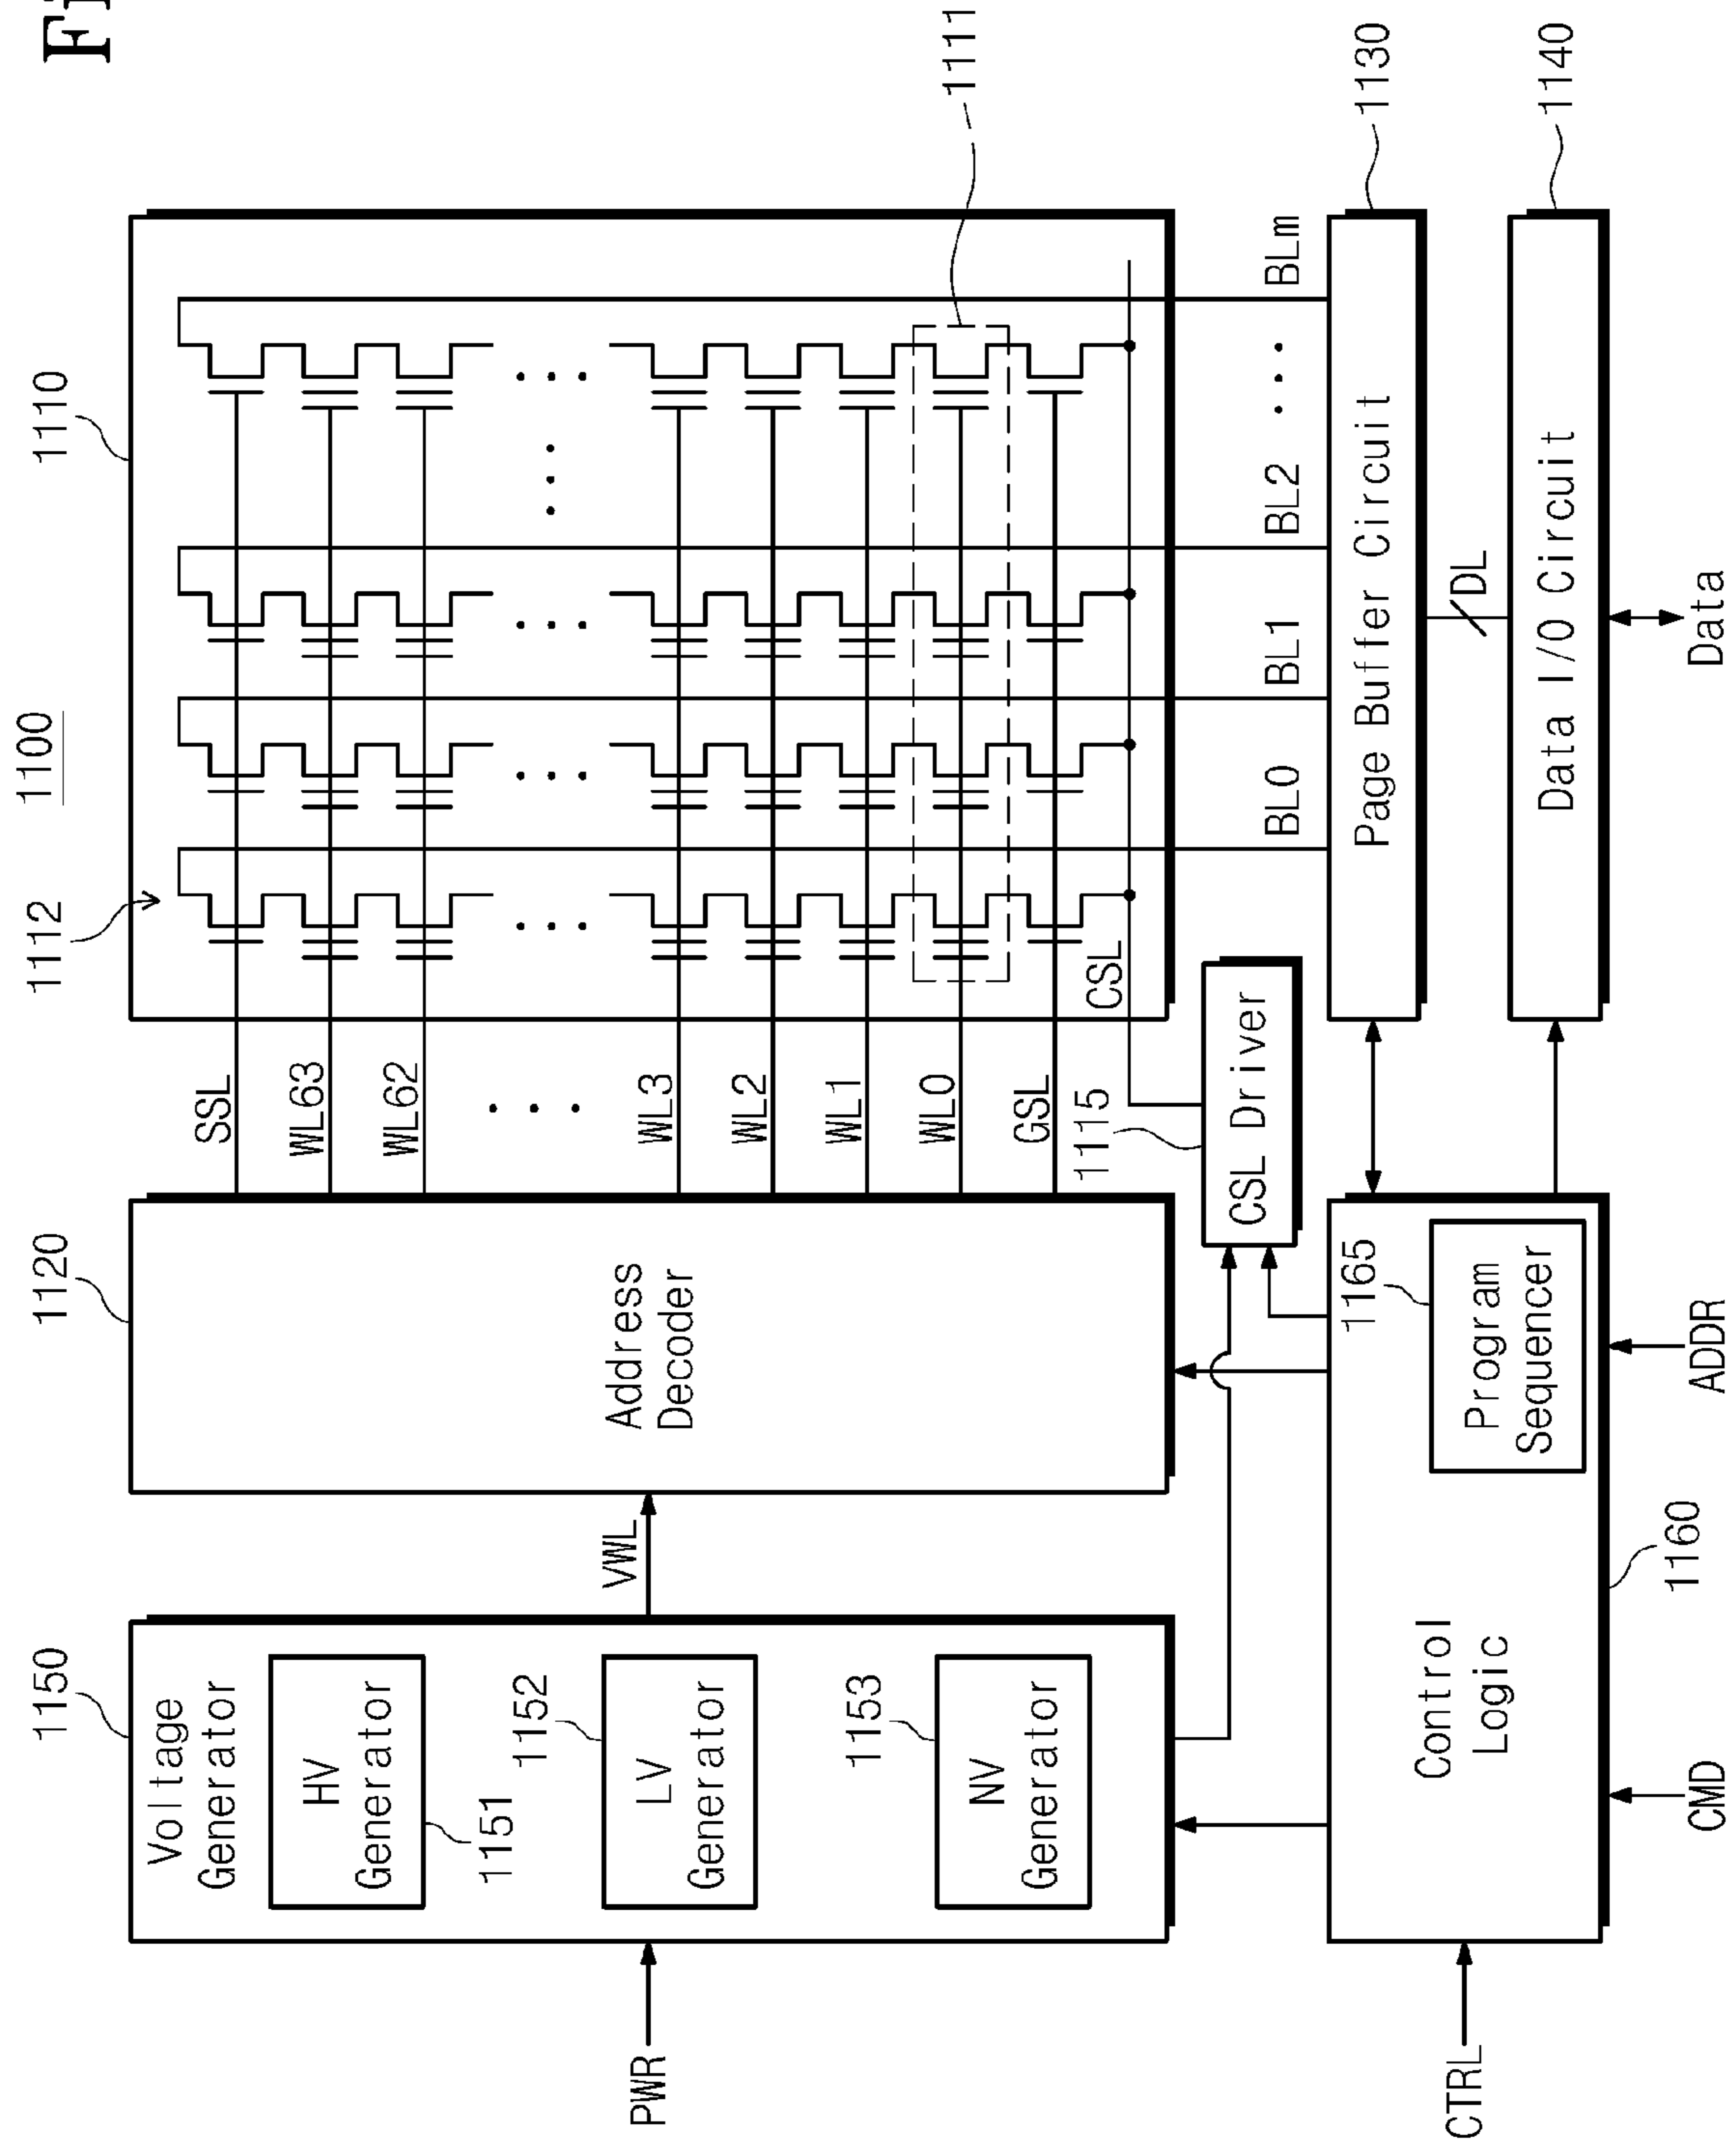 1100
1150
1120
1112
1110
Voltage
Generator
HV
Generator
1151
1152
LV
Generator
1153
NV
Generator
PWR
VWL
Address
Decoder
SSL
WL63
WL62
WL3
WL2
WL1
WL0
GSL
CSL
1111
1115
CSL Driver
BL0
BL1
BL2
BLm
Page Buffer Circuit
1130
DL
Data I/O Circuit
1140
Data
Control
Logic
1165
Program
Sequencer
CTRL
CMD
1160
ADDR